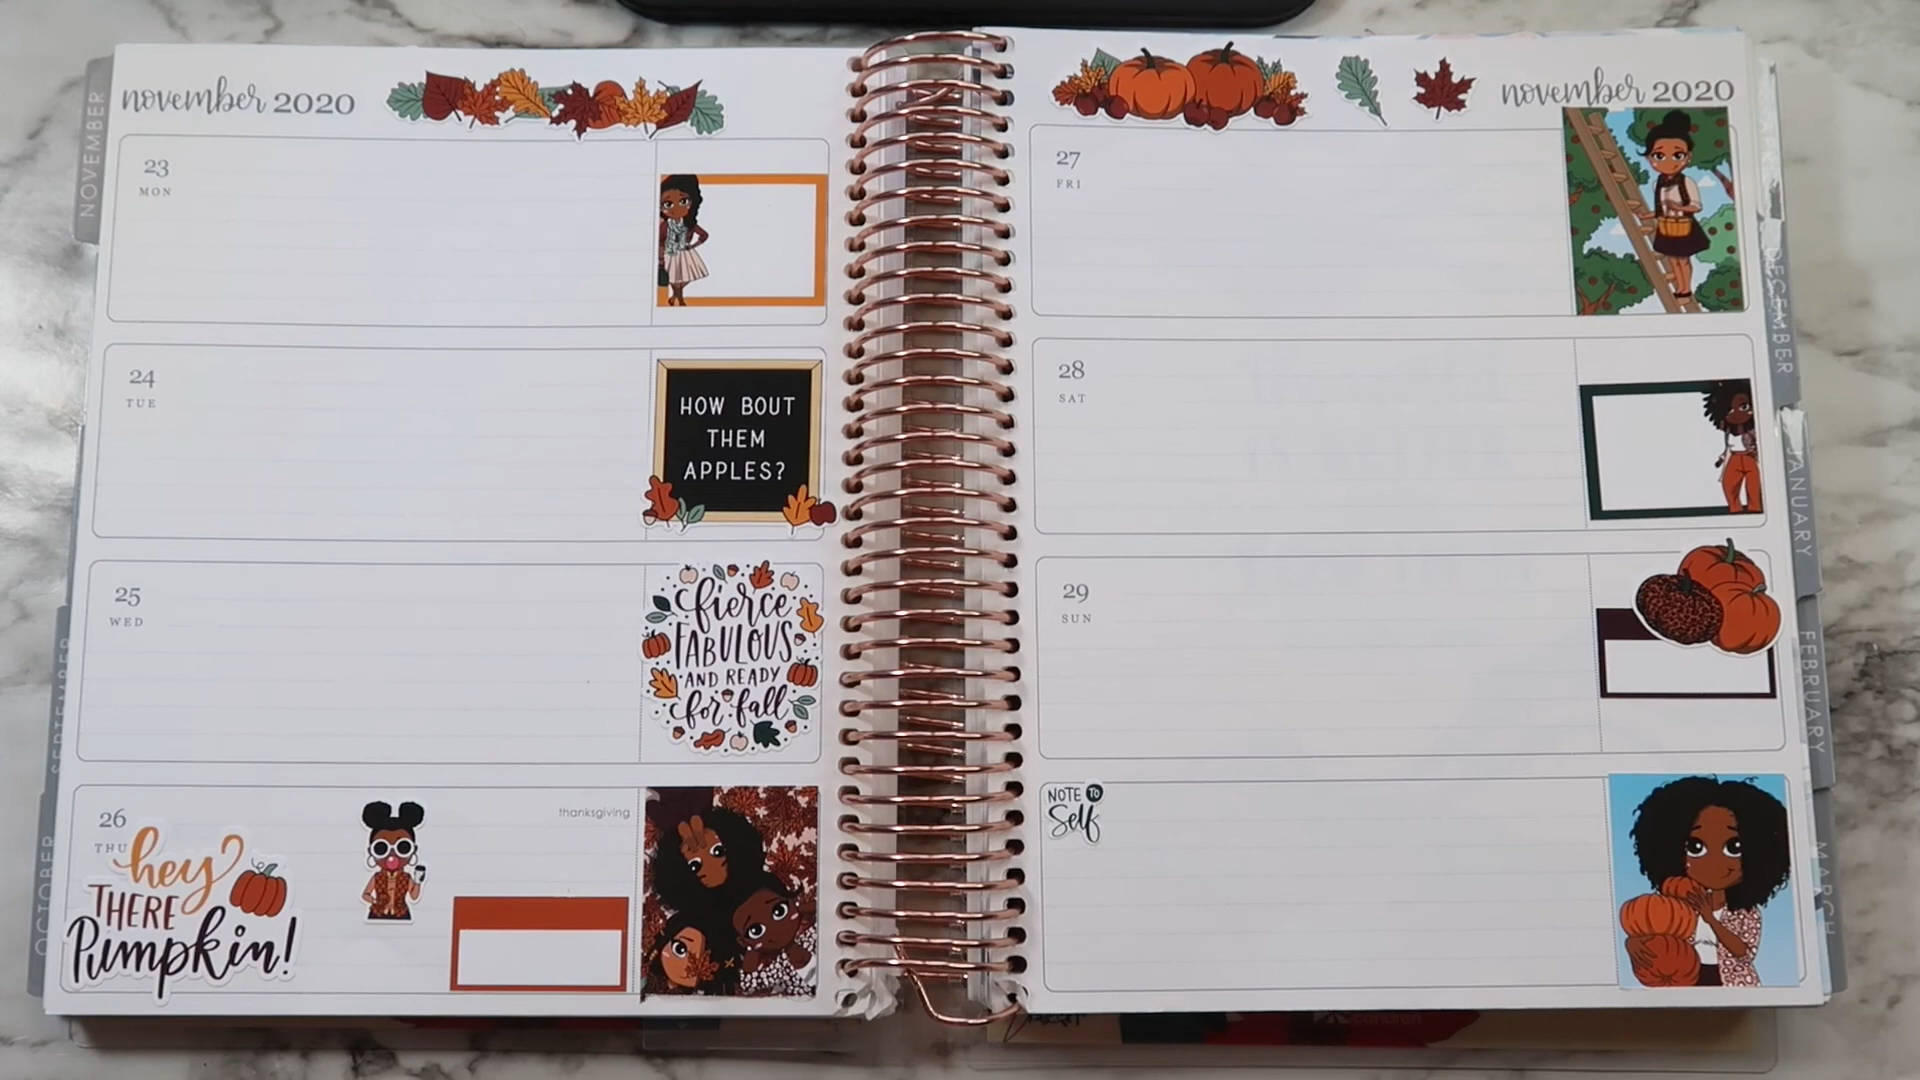 november 2020
NOVEMBER
23
MON
24
TUE
HOW BOUT
THEM
APPLES?
25
WED
fierce
FABULOUS
AND READY
for fall
SEPTEMBER
26
THU
thanksgiving
hey
THERE
Pumpkin!
OCTOBER
november 2020
27
FRI
DECEMBER
28
SAT
JANUARY
29
SUN
FEBRUARY
NOTE TO
Self
MARCH
condren